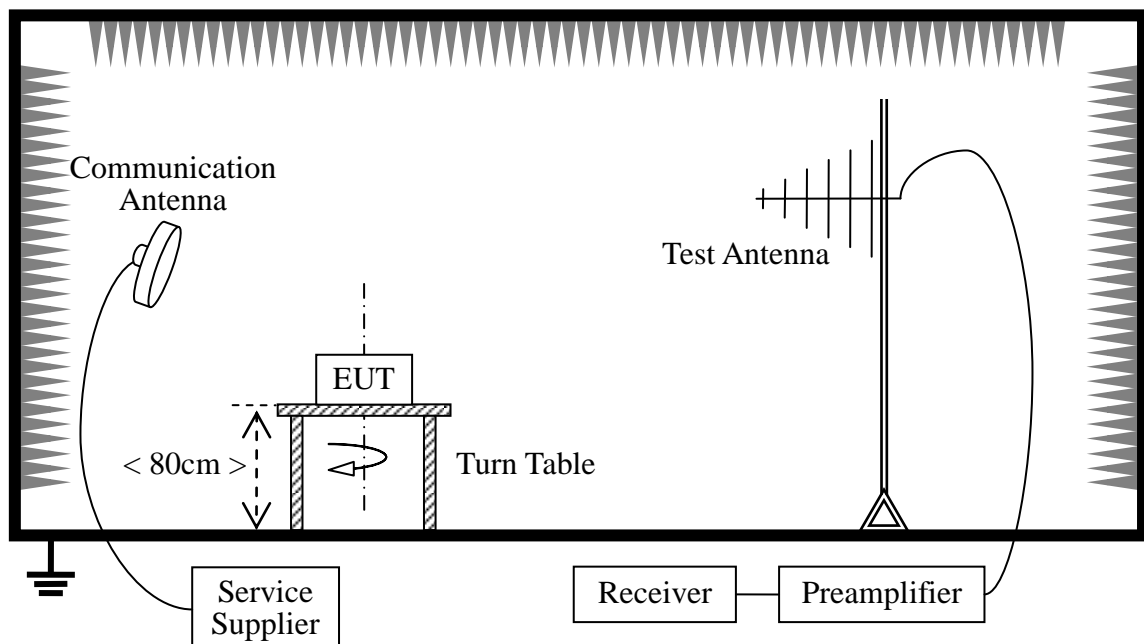 Communication
Antenna
Test Antenna
EUT
< 80cm >
Turn Table
Service
Supplier
Receiver
Preamplifier